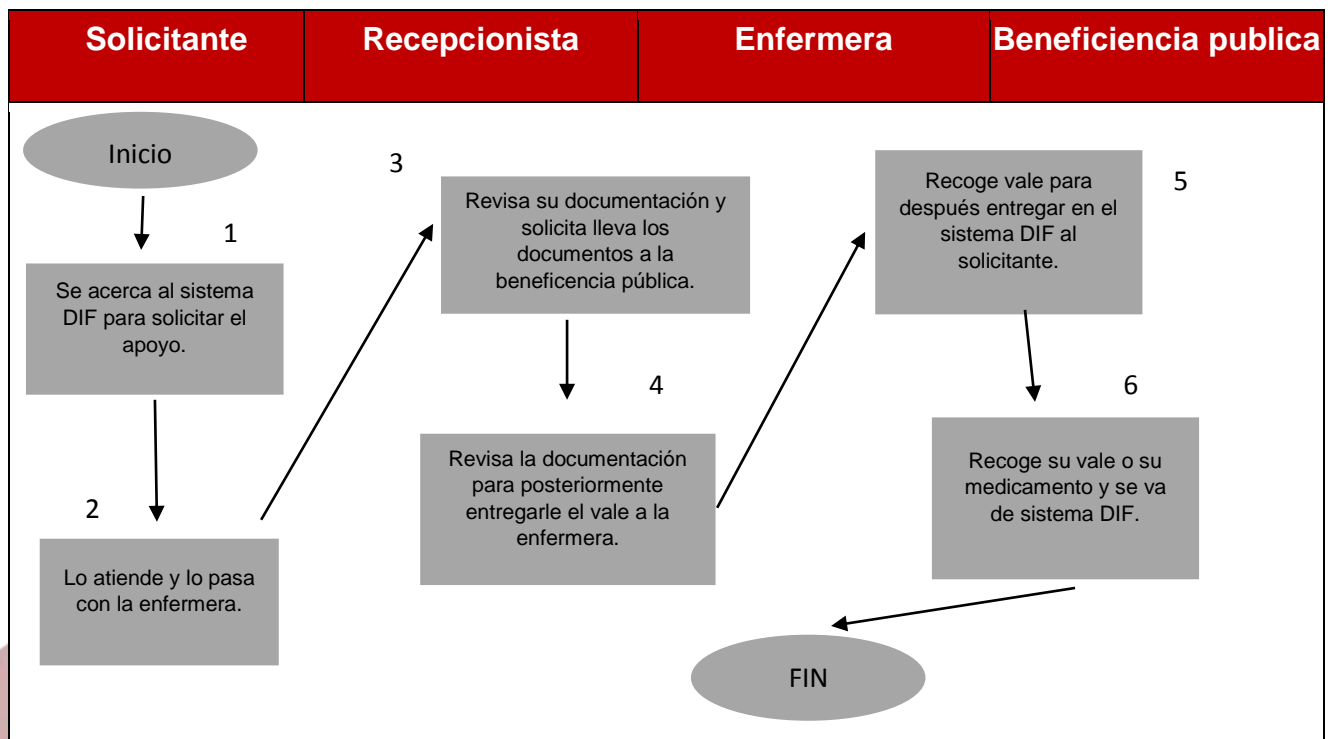 Solicitante
Recepcionista
Enfermera
Beneficiencia publica
Inicio
1
Se acerca al sistema
DIF para solicitar el
apoyo.
2
Lo atiende y lo pasa
con la enfermera.
3
Revisa su documentación y
solicita lleva los
documentos a la
beneficencia pública.
4
Revisa la documentación
para posteriormente
entregarle el vale a la
enfermera.
5
Recoge vale para
después entregar en el
sistema DIF al
solicitante.
6
Recoge su vale o su
medicamento y se va
de sistema DIF.
FIN